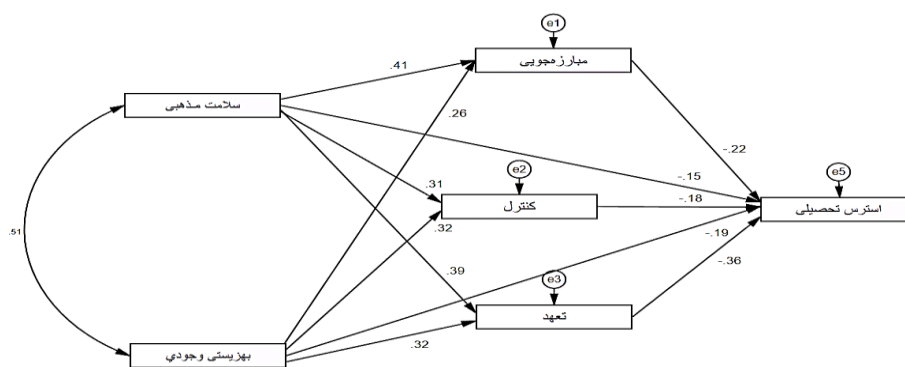 e1
مبارزه‌جویی
.41
سلامت مذهبی
.26
-.22
e2
e5
.31
-.15
کنترل
-.18
استرس تحصیلی
.51
.32
-.19
.39
e3
-.36
تعهد
.32
بهزیستی وجودي